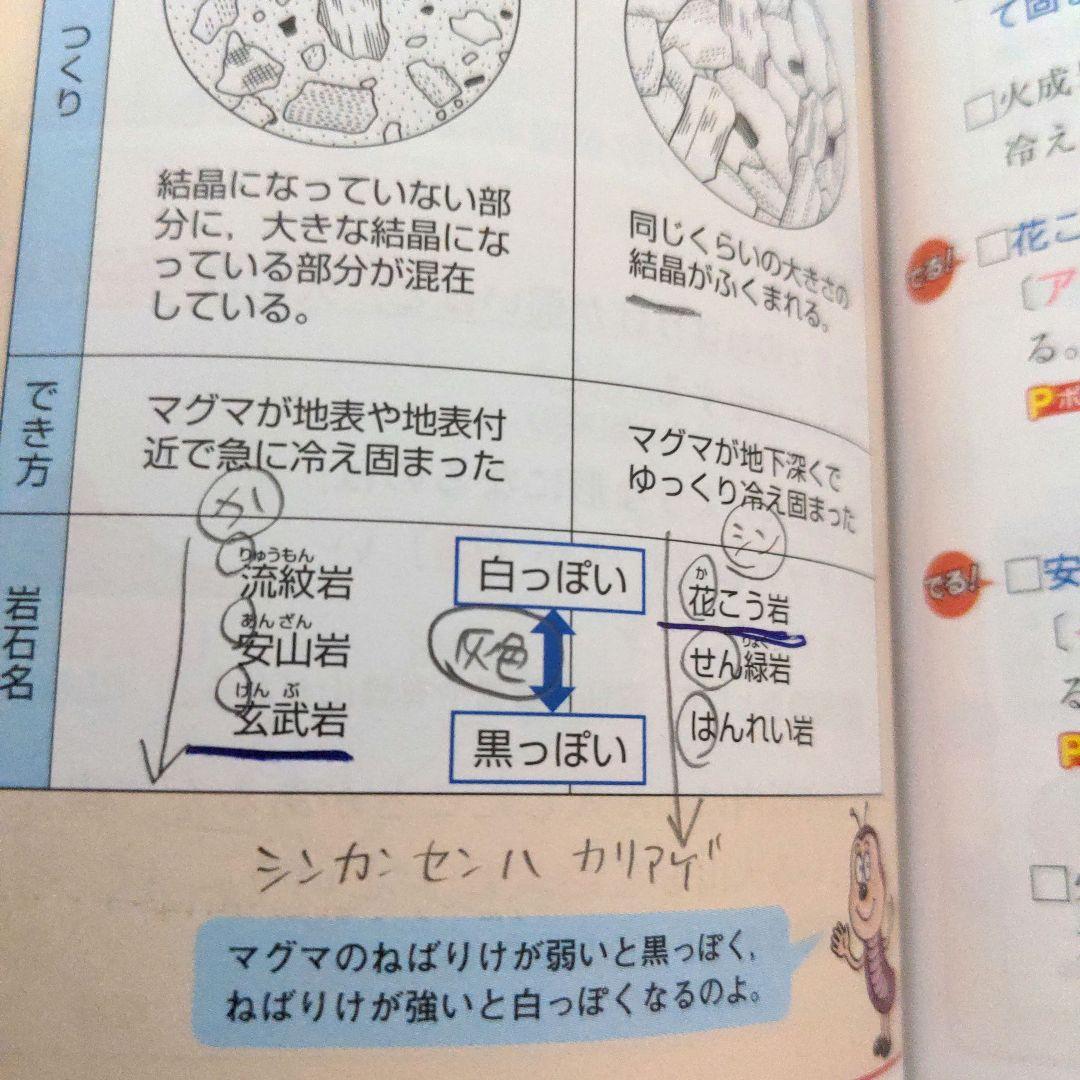 つくり
結晶になっていない部
分に，大きな結晶にな
っている部分が混在
している。
同じくらいの大きさの
結晶がふくまれる。
でき方
マグマが地表や地表付
近で急に冷え固まった
マグマが地下深くで
ゆっくり冷え固まった
カ
シン
岩石名
りゅうもん
流紋岩
あんざん
安山岩
げんぶ
玄武岩
白っぽい
灰色
黒っぽい
か
花こう岩
りょく
せん緑岩
はんれい岩
シンカンセンハ カリアゲ
マグマのねばりけが弱いと黒っぽく，
ねばりけが強いと白っぽくなるのよ。
て固
□火成
冷え
でる!
□花こ
〔ア
る。
Pポ
でる!
□安
〔
る
P
□